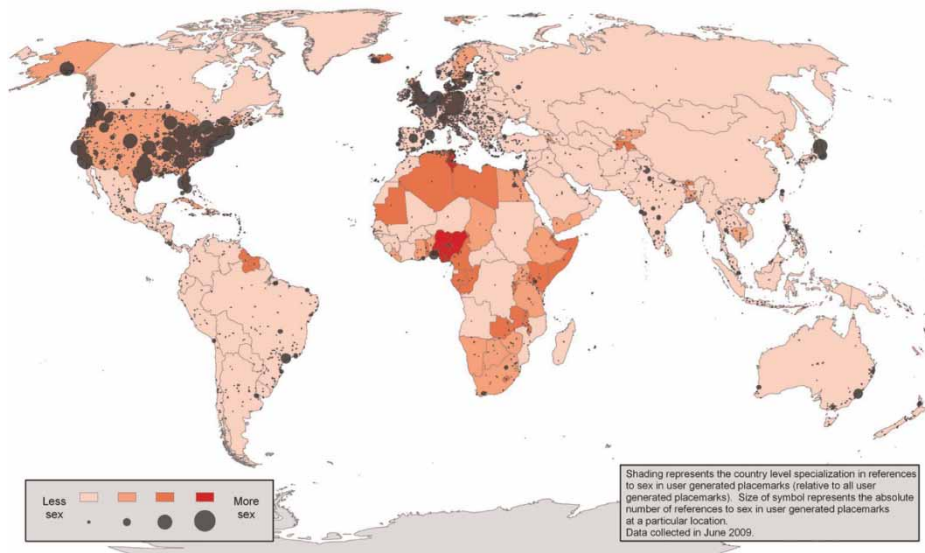 Less
sex
More
sex
Shading represents the country level specialization in references
to sex in user generated placemarks (relative to all user
generated placemarks). Size of symbol represents the absolute
number of references to sex in user generated placemarks
at a particular location.
Data collected in June 2009.